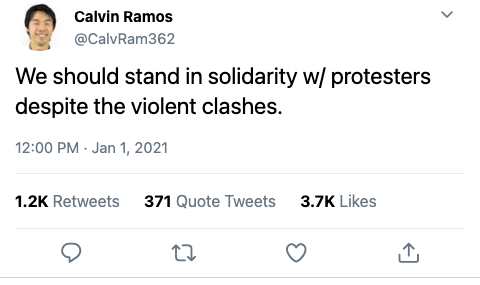 Calvin Ramos
@CalvRam362
We should stand in solidarity w/ protesters
despite the violent clashes.
12:00 PM · Jan 1, 2021
1.2K Retweets 371 Quote Tweets 3.7K Likes